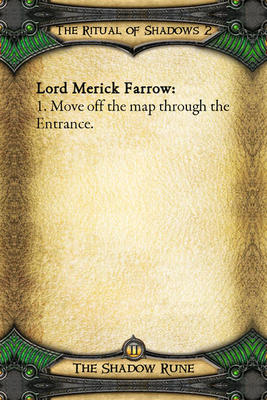 The Ritual of Shadows 2
Lord Merick Farrow:
1. Move off the map through the
Entrance.
II
The Shadow Rune